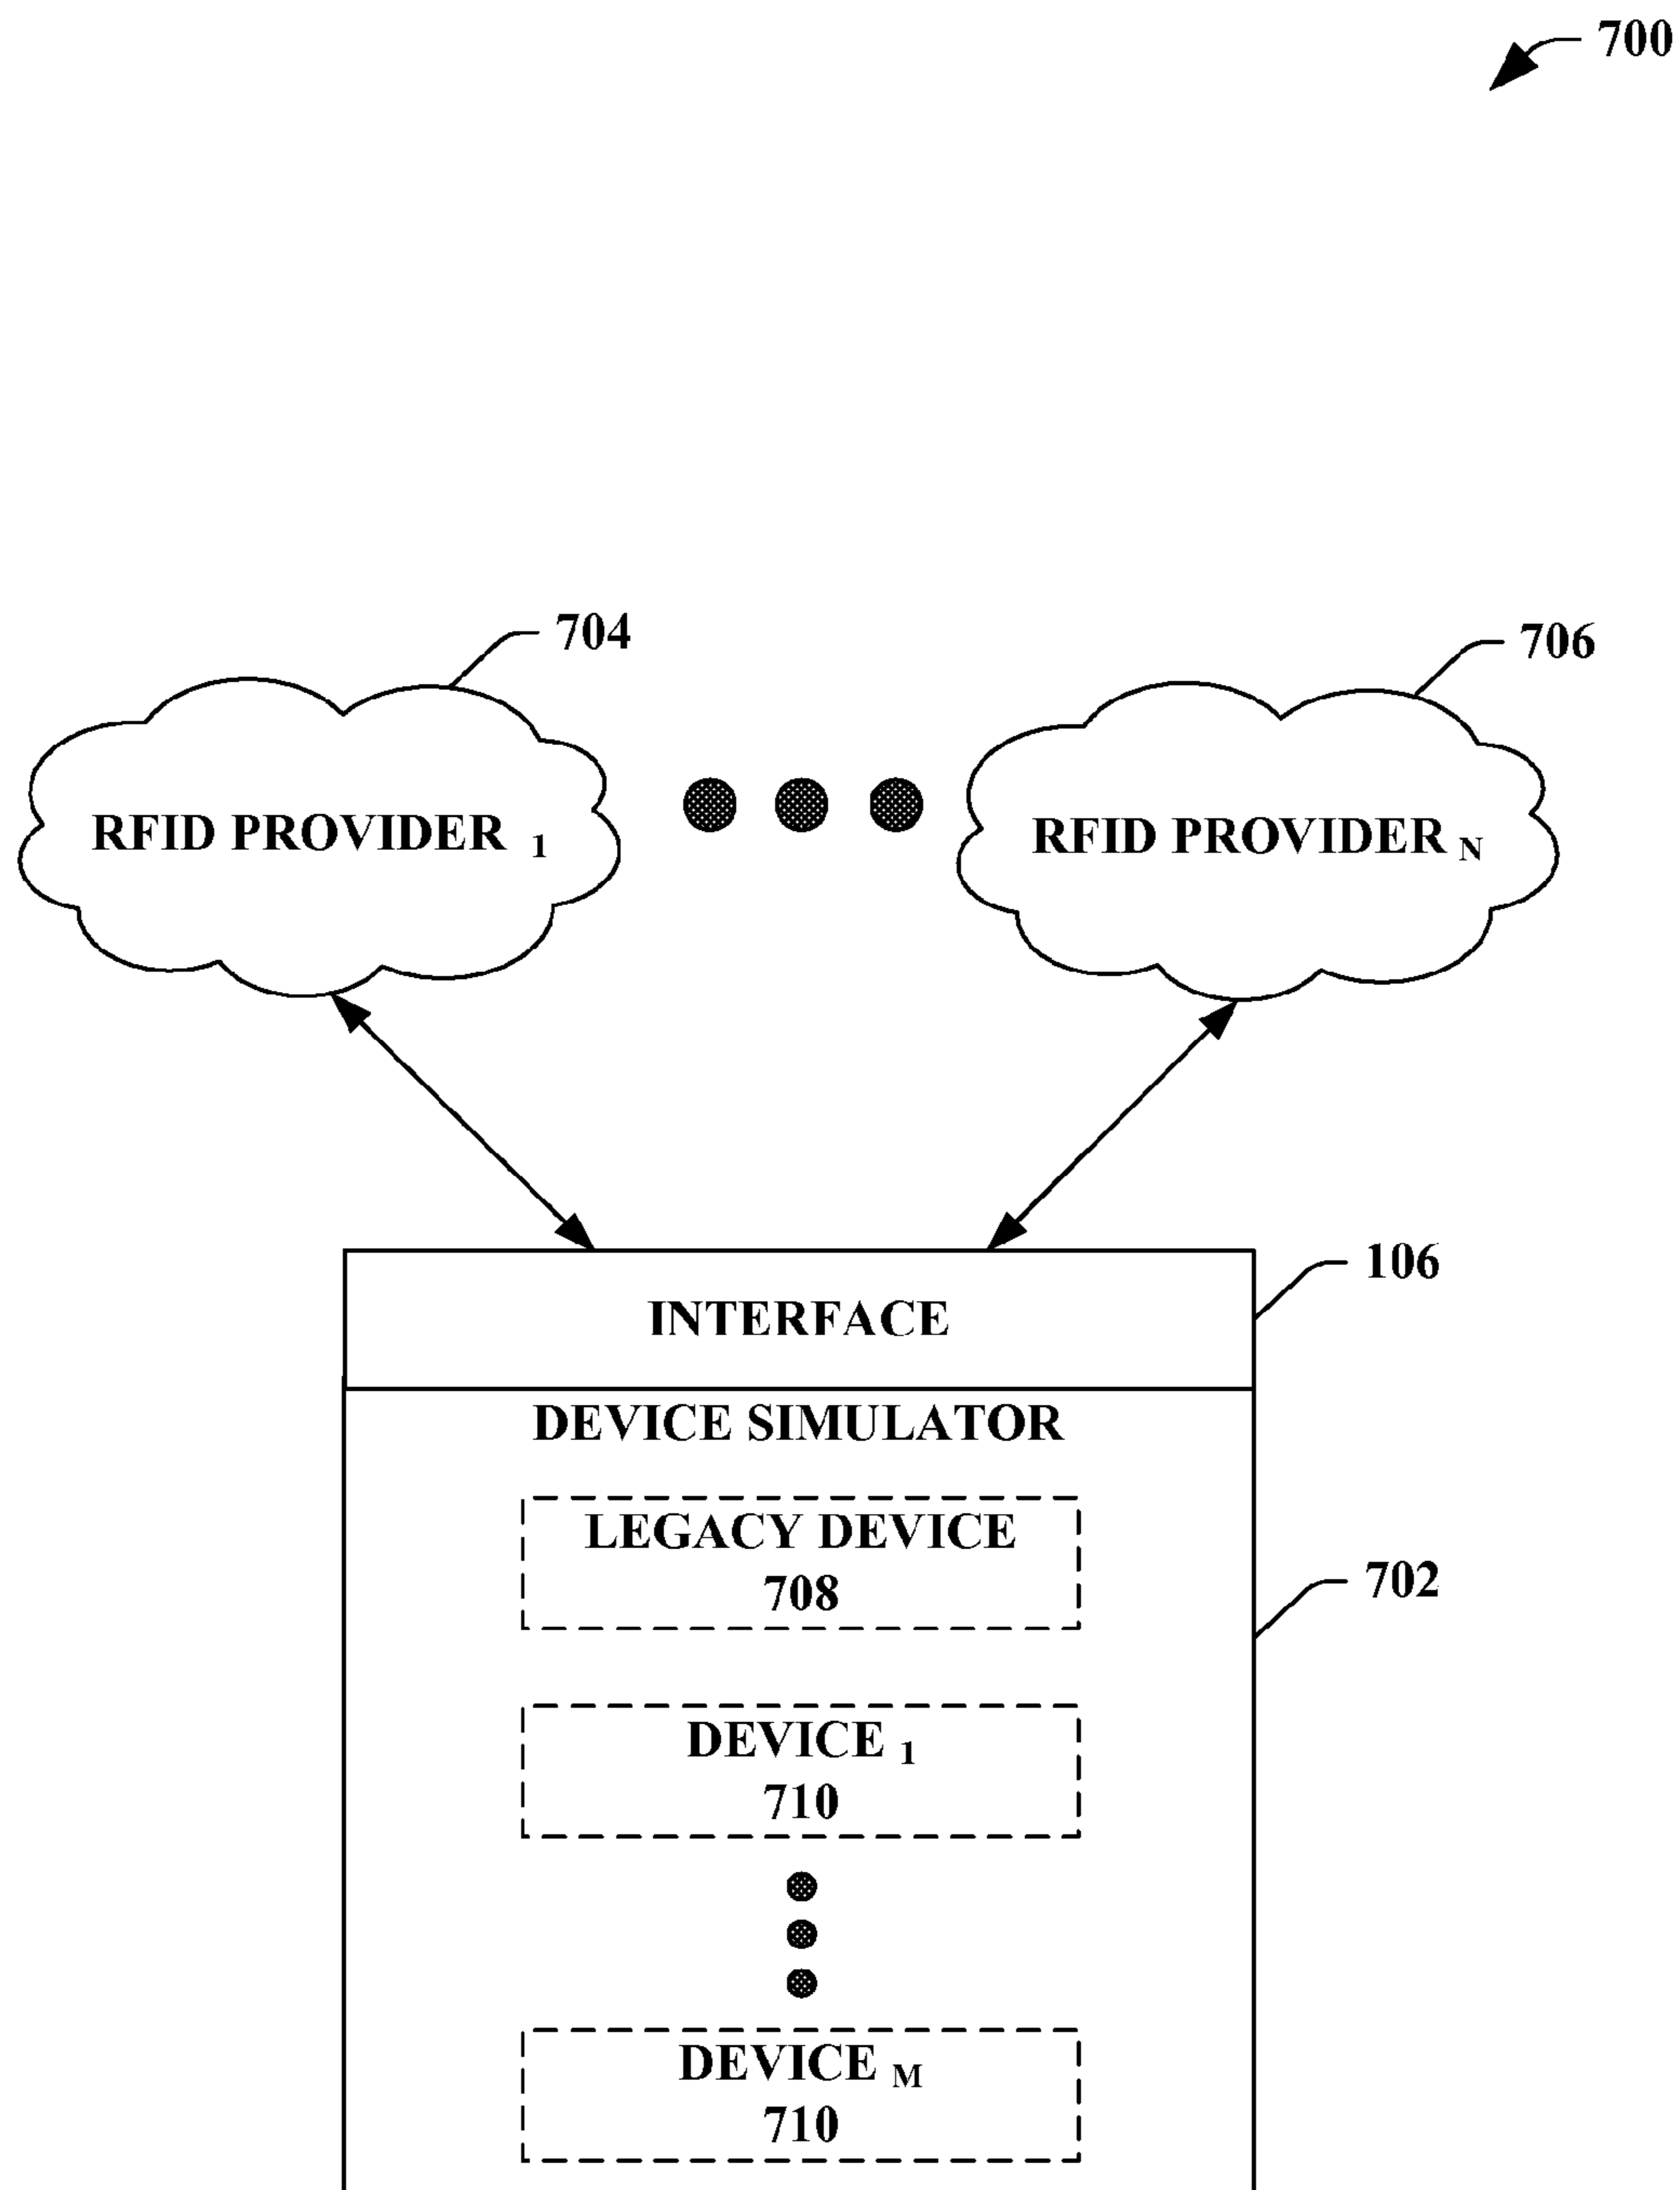 700
704
706
RFID PROVIDER 1
RFID PROVIDER N
INTERFACE
106
DEVICE SIMULATOR
LEGACY DEVICE
708
702
DEVICE 1
710
DEVICE M
710